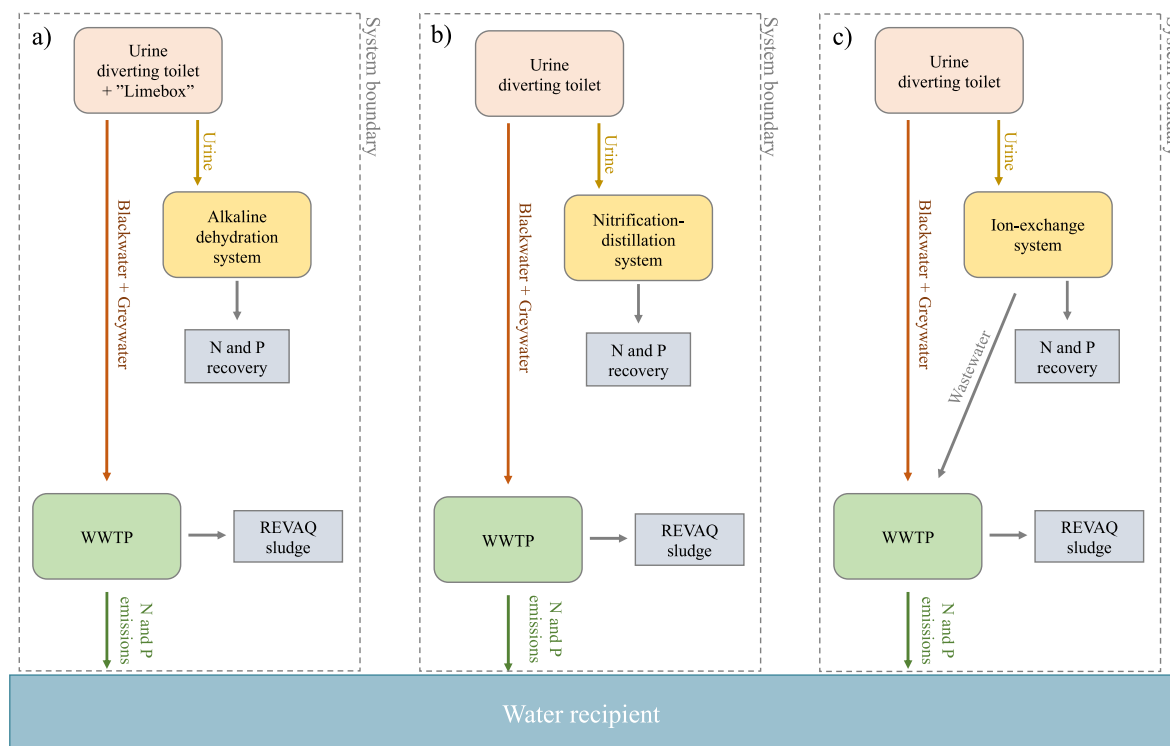 a)
Urine
diverting toilet
+ ”Limebox”
System boundary
Urine
Blackwater + Greywater
Alkaline
dehydration
system
N and P
recovery
WWTP
REVAQ
sludge
N and P
emissions
b)
Urine
diverting toilet
System boundary
Urine
Blackwater + Greywater
Nitrification-
distillation
system
N and P
recovery
WWTP
REVAQ
sludge
N and P
emissions
c)
Urine
diverting toilet
System boundary
Urine
Blackwater + Greywater
Ion-exchange
system
Wastewater
N and P
recovery
WWTP
REVAQ
sludge
N and P
emissions
Water recipient